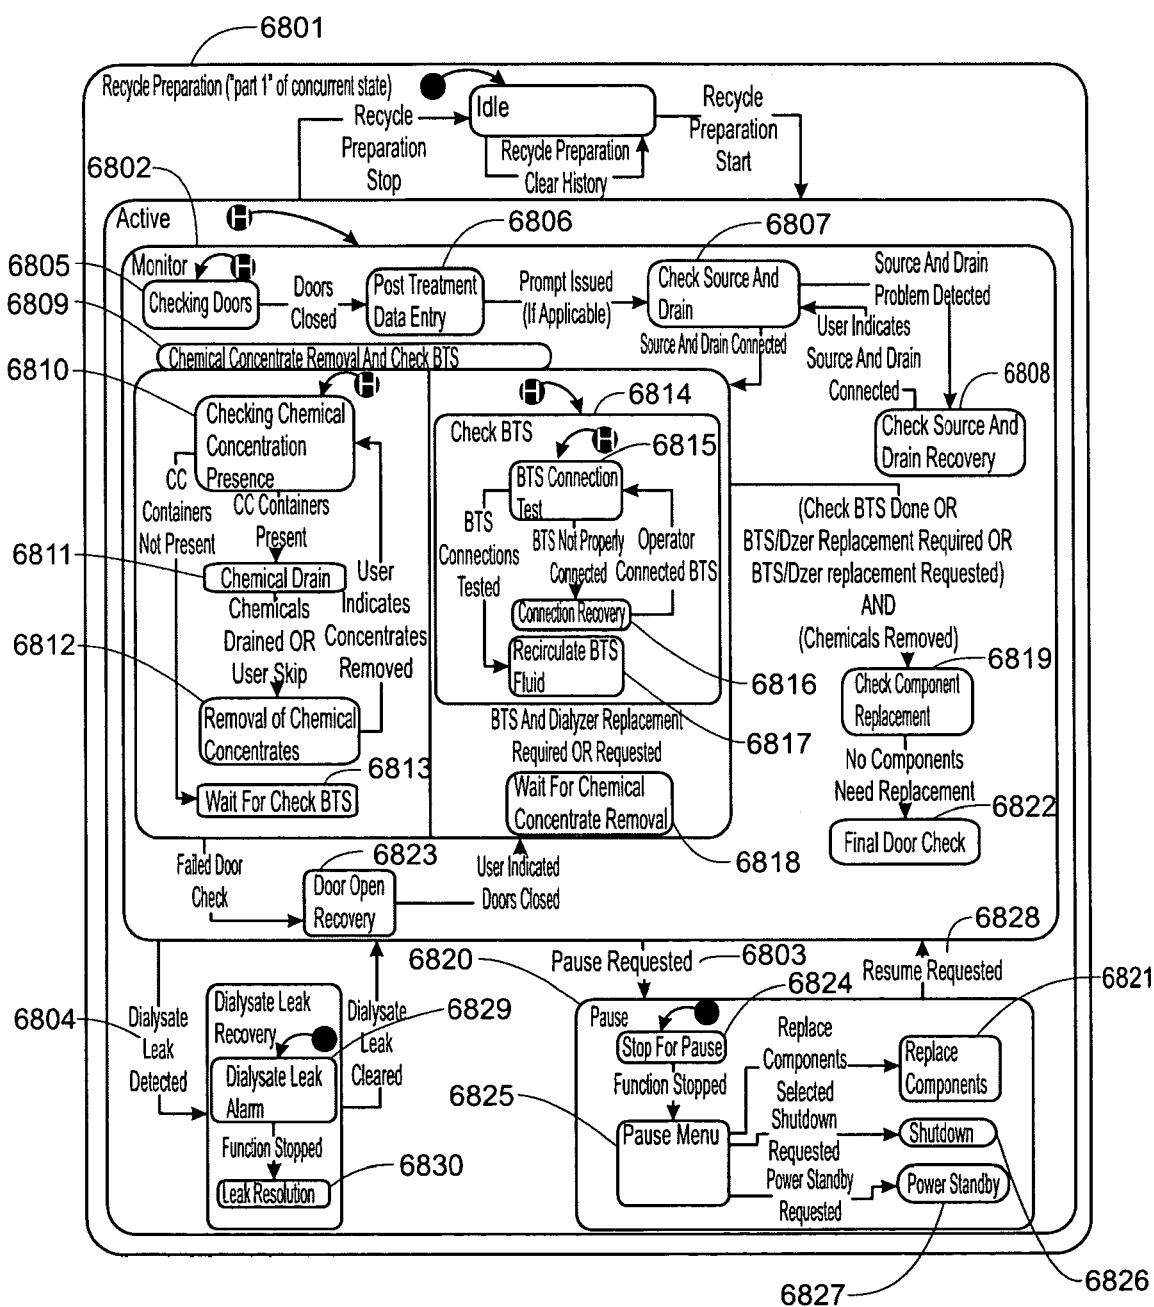 6801
Recycle Preparation ("part 1" of concurrent state)
Idle
Recycle
Preparation
Stop
Recycle Preparation
Clear History
Recycle
Preparation
Start
6802
Active
H
6806
6807
6805
Monitor
H
Checking Doors
Doors
Closed
Post Treatment
Data Entry
Prompt Issued
(If Applicable)
Check Source And
Drain
Source And Drain
Problem Detected
User Indicates
Source And Drain
Connected
Source And Drain Connected
6809
Chemical Concentrate Removal And Check BTS
6810
H
Checking Chemical
Concentration
Presence
CC
Containers
Not Present
CC Containers
Present
6811
Chemical Drain
Chemicals
Drained OR
User Skip
User
Indicates
Concentrates
Removed
6812
Removal of Chemical
Concentrates
6813
Wait For Check BTS
H
6814
Check BTS
H
6815
BTS Connection
Test
BTS
Connections
Tested
BTS Not Properly
Connected
Operator
Connected BTS
Connection Recovery
6816
Recirculate BTS
Fluid
6817
BTS And Dialyzer Replacement
Required OR Requested
Wait For Chemical
Concentrate Removal
6818
6808
Check Source And
Drain Recovery
(Check BTS Done OR
BTS/Dzer Replacement Required OR
BTS/Dzer replacement Requested)
AND
(Chemicals Removed)
6819
Check Component
Replacement
No Components
Need Replacement
6822
Final Door Check
Failed Door
Check
6823
Door Open
Recovery
User Indicated
Doors Closed
6804
Dialysate
Leak
Detected
Dialysate Leak
Recovery
6829
Dialysate Leak
Alarm
Function Stopped
6830
Leak Resolution
Dialysate
Leak
Cleared
6820
Pause Requested
6803
6828
Resume Requested
6824
6821
Pause
Stop For Pause
Function Stopped
6825
Pause Menu
Replace
Components
Selected
Replace
Components
Shutdown
Requested
Shutdown
Power Standby
Requested
Power Standby
6826
6827